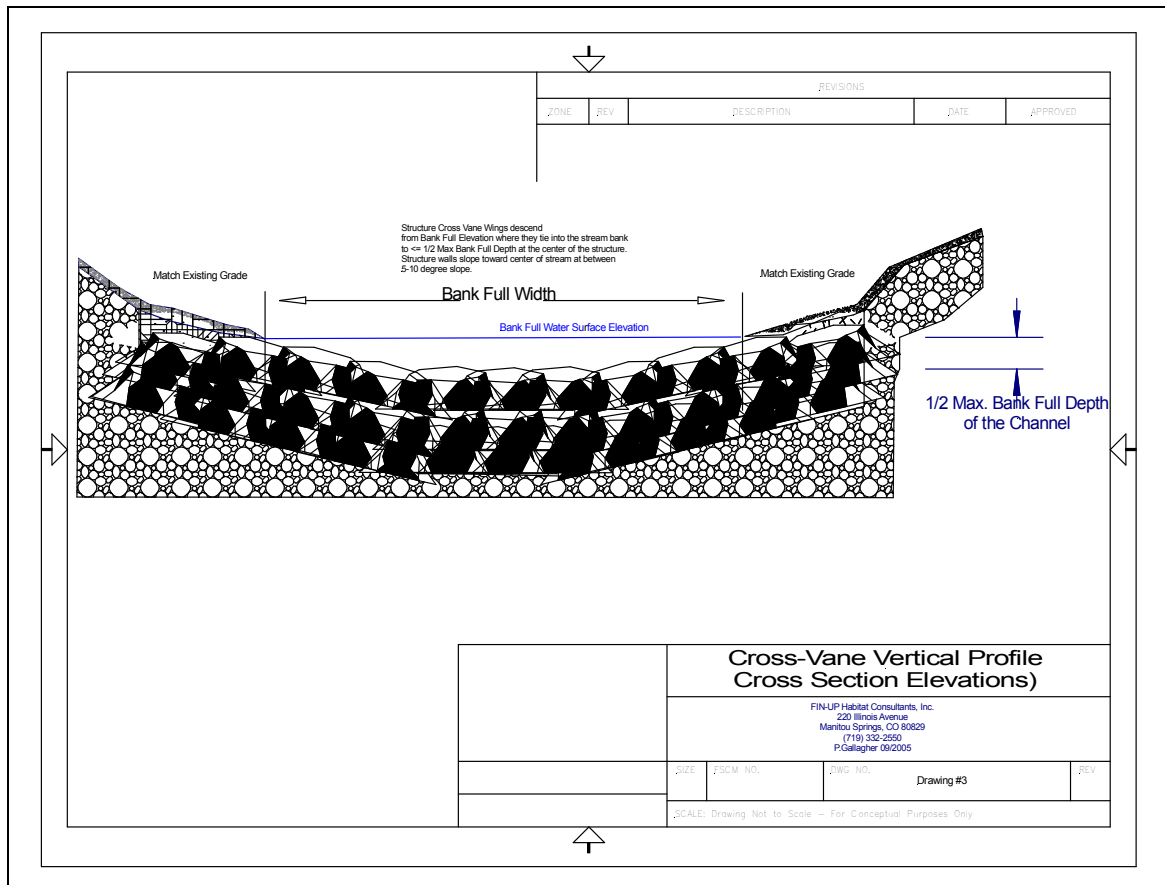 REVISIONS
ZONE REV DESCRIPTION DATE APPROVED
Structure Cross Vane Wings descend
from Bank Full Elevation where they tie into the stream bank
to <= 1/2 Max Bank Full Depth at the center of the structure.
Structure walls slope toward center of stream at between
5-10 degree slope.
Match Existing Grade
Match Existing Grade
Bank Full Width
Bank Full Water Surface Elevation
1/2 Max. Bank Full Depth
of the Channel
Cross-Vane Vertical Profile
Cross Section Elevations)
FIN-UP Habitat Consultants, Inc.
220 Illinois Avenue
Manitou Springs, CO 80829
(719) 332-2550
P.Gallagher 09/2005
SIZE FSCM NO. DWG NO. REV
Drawing #3
SCALE: Drawing Not to Scale - For Conceptual Purposes Only